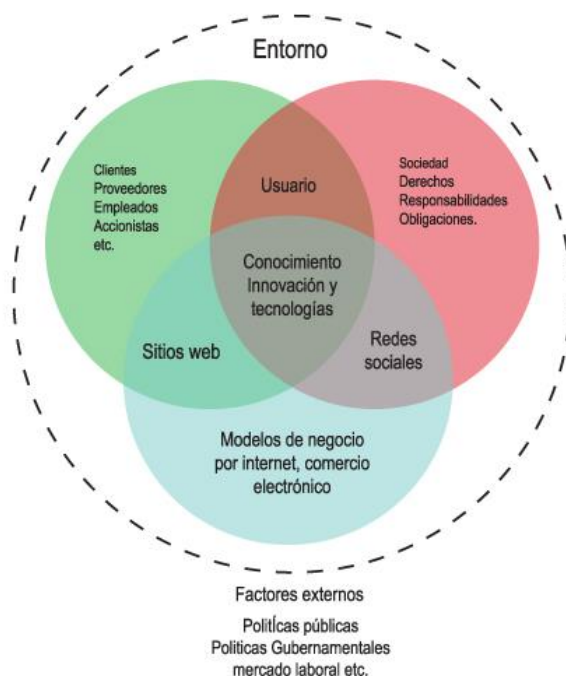 Entorno
Clientes
Proveedores
Empleados
Accionistas
etc.
Usuario
Sociedad
Derechos
Responsabilidades
Obligaciones.
Conocimiento
Innovación y
tecnologías
Sitios web
Redes
sociales
Modelos de negocio
por internet, comercio
electrónico
Factores externos
PolitÍcas públicas
Politicas Gubernamentales
mercado laboral etc.